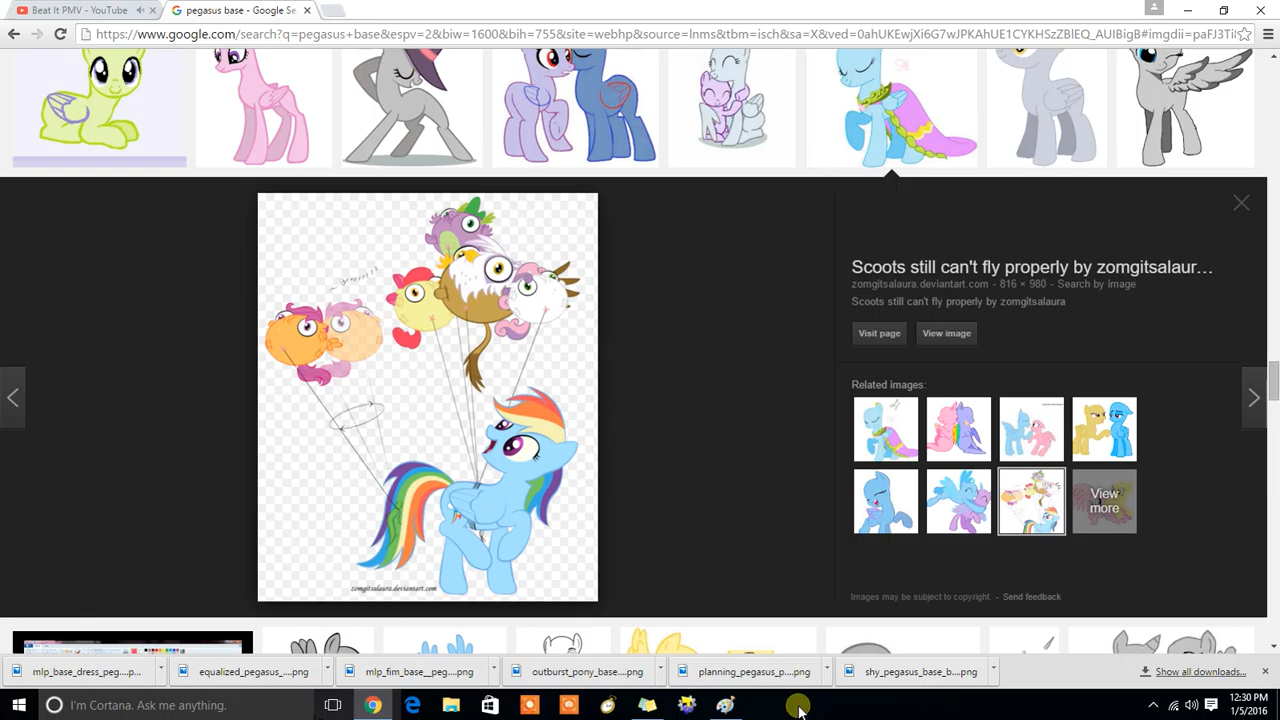 Beat It PMV - YouTube
pegasus base - Google Se
https://www.google.com/search?q=pegasus+base&espv=2&biw=1600&bih=755&site=webhp&source=lnms&tbm=isch&sa=X&ved=0ahUKEwjXi6G7wJPKAhUE1CYKHSzZBlEQ_AUIBigB#imgdii=paFJ3Ti
Scoots still can't fly properly by zomgitsalaur…
zomgitsalaura.deviantart.com - 816 × 980 - Search by image
Scoots still can't fly properly by zomgitsalaura
Visit page
View image
Related images:
View more
zomgitsalaura.deviantart.com
Images may be subject to copyright. - Send feedback
mlp_base_dress_peg....png
equalized_pegasus_....png
mlp_fim_base__pega....png
outburst_pony_base....png
planning_pegasus_p....png
shy_pegasus_base_b....png
Show all downloads...
I'm Cortana. Ask me anything.
12:30 PM
1/5/2016